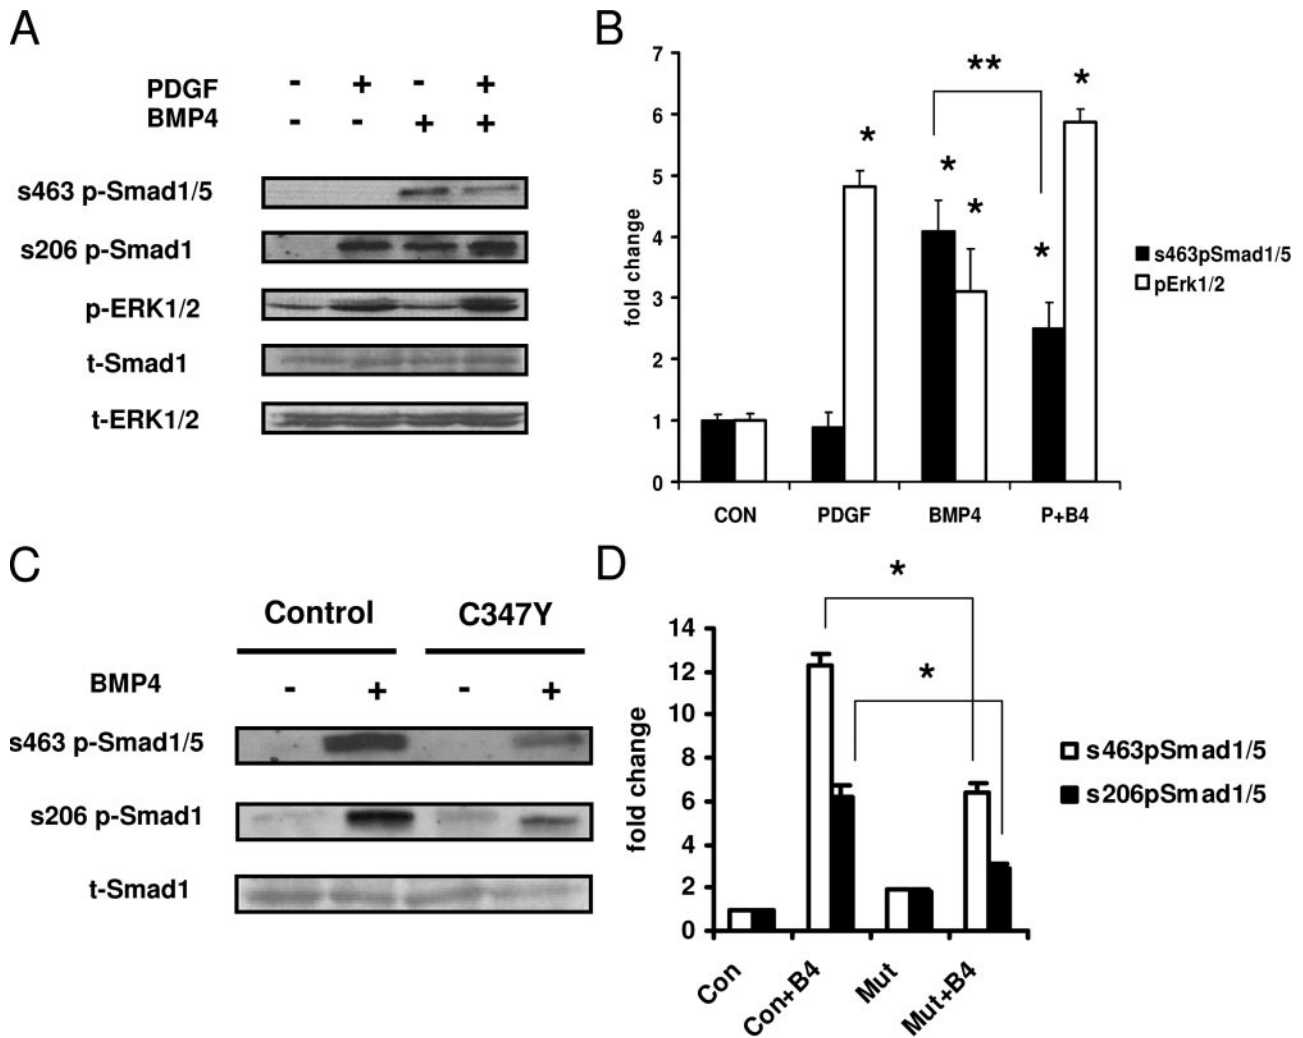 A
PDGF - + - +
BMP4 - - + +
s463 p-Smad1/5
s206 p-Smad1
p-ERK1/2
t-Smad1
t-ERK1/2
B
7
6
5
4
3
2
1
0
fold change
**
*
*
*
*
*
*
CON PDGF BMP4 P+B4
s463pSmad1/5
pErk1/2
C
Control C347Y
BMP4 - + - +
s463 p-Smad1/5
s206 p-Smad1
t-Smad1
D
14
12
10
8
6
4
2
0
fold change
*
*
Con Con+B4 Mut Mut+B4
s463pSmad1/5
s206pSmad1/5